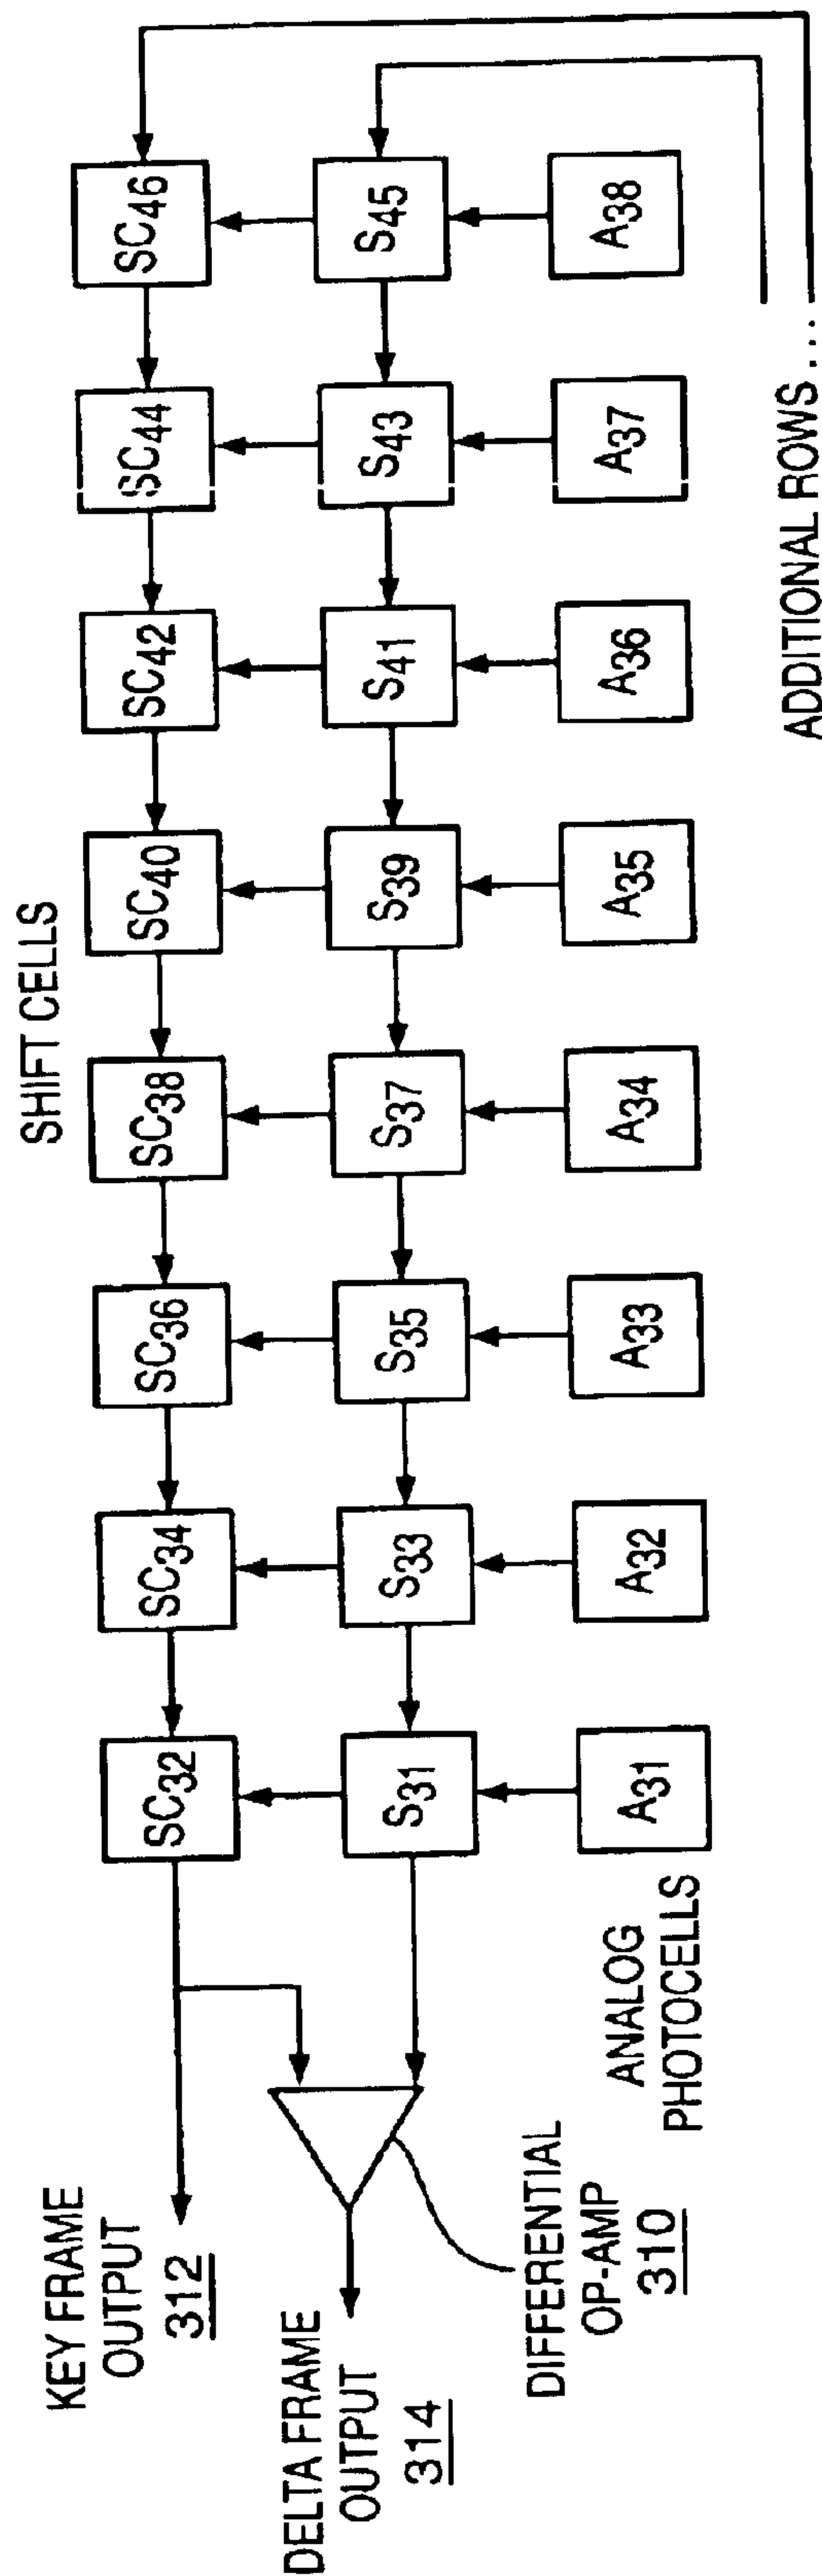 SHIFT CELLS
KEY FRAME
OUTPUT
312
SC32 SC34 SC36 SC38 SC40 SC42 SC44 SC46
DELTA FRAME
OUTPUT
314
S31 S33 S35 S37 S39 S41 S43 S45
DIFFERENTIAL
OP-AMP
310
ANALOG
PHOTOCELLS
A31 A32 A33 A34 A35 A36 A37 A38
ADDITIONAL ROWS ...